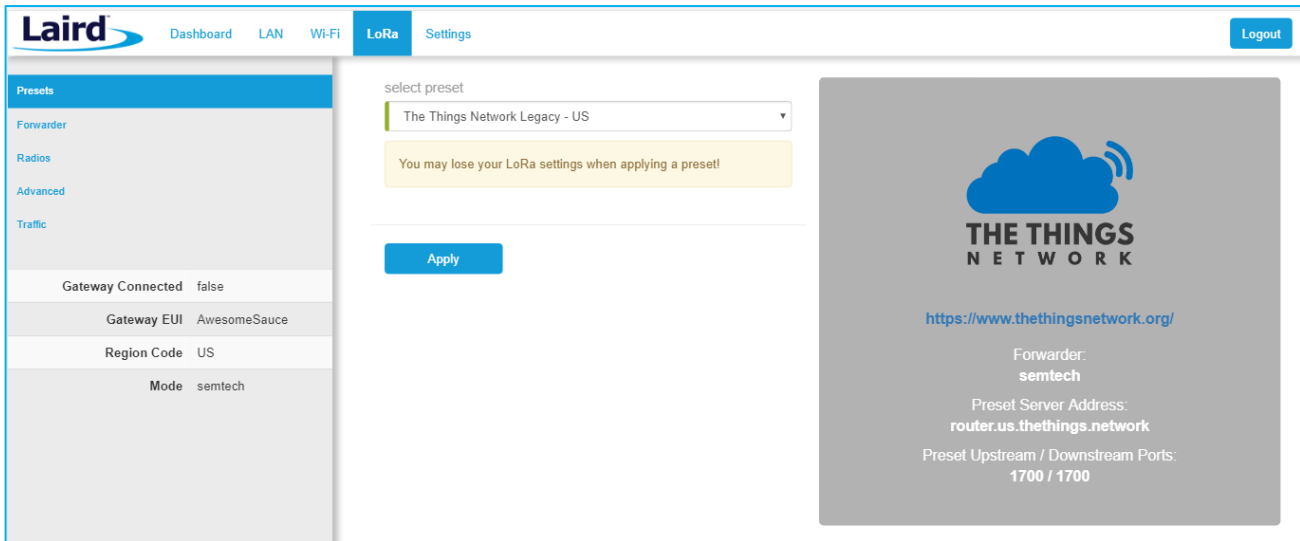 Laird
Dashboard LAN Wi-Fi LoRa Settings Logout
Presets
Forwarder
Radios
Advanced
Traffic
Gateway Connected false
Gateway EUI AwesomeSauce
Region Code US
Mode semtech
select preset
The Things Network Legacy - US
You may lose your LoRa settings when applying a preset!
Apply
THE THINGS
NETWORK
https://www.thethingsnetwork.org/
Forwarder:
semtech
Preset Server Address:
router.us.thethings.network
Preset Upstream / Downstream Ports:
1700 / 1700